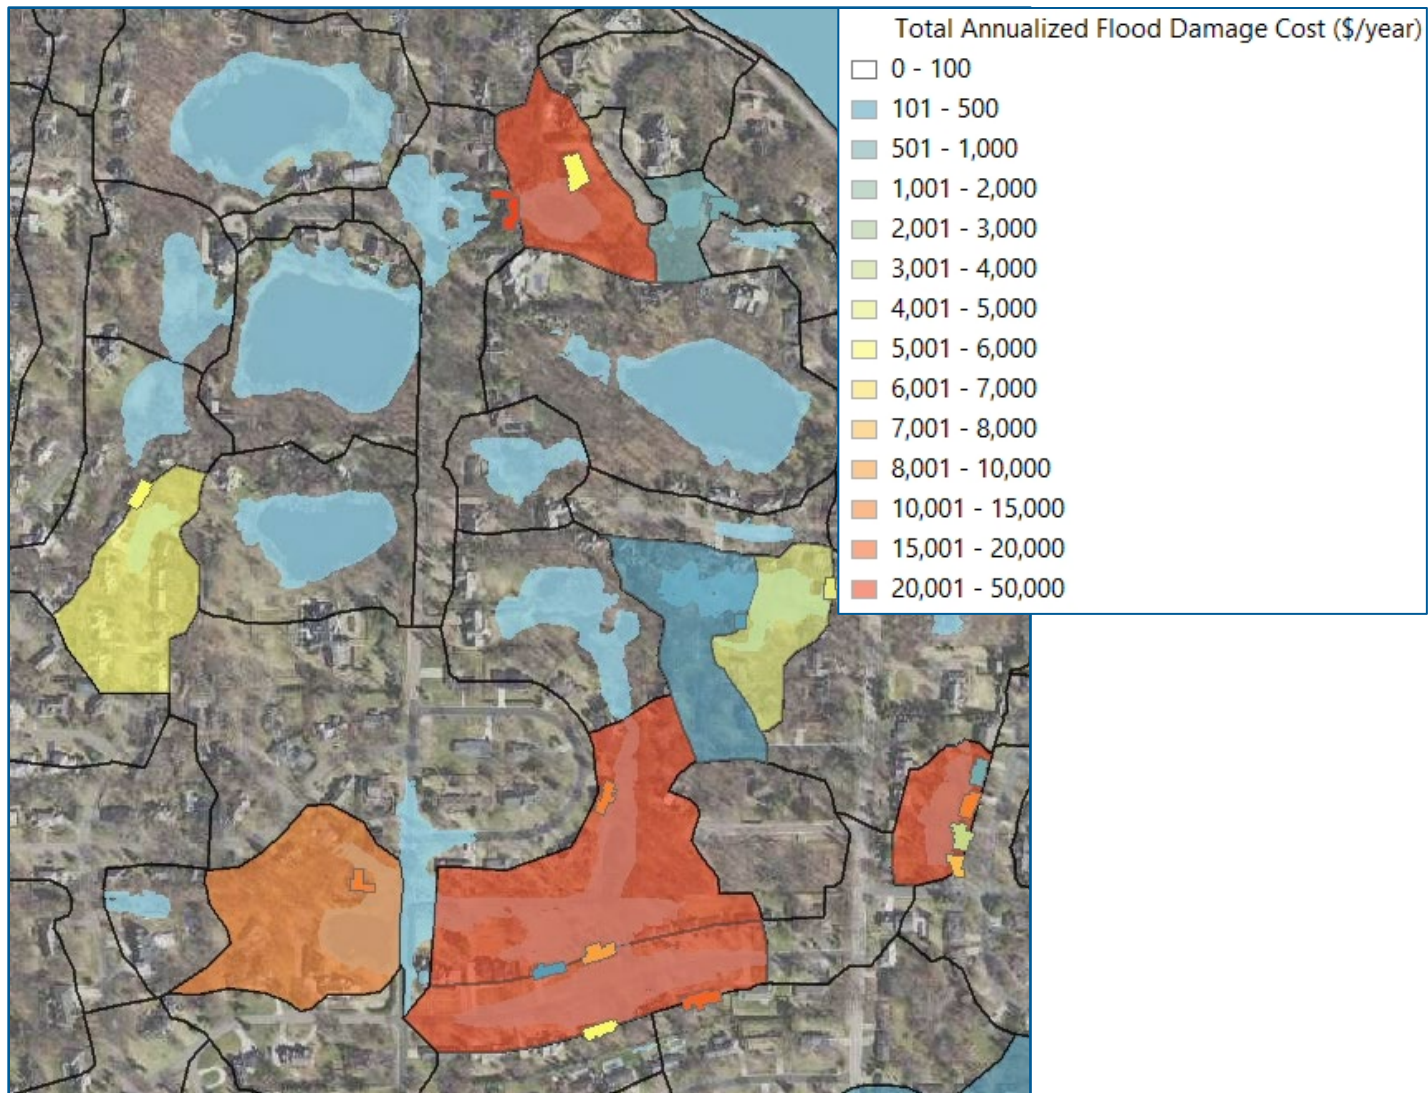 Total Annualized Flood Damage Cost ($/year)
0 - 100
101 - 500
501 - 1,000
1,001 - 2,000
2,001 - 3,000
3,001 - 4,000
4,001 - 5,000
5,001 - 6,000
6,001 - 7,000
7,001 - 8,000
8,001 - 10,000
10,001 - 15,000
15,001 - 20,000
20,001 - 50,000